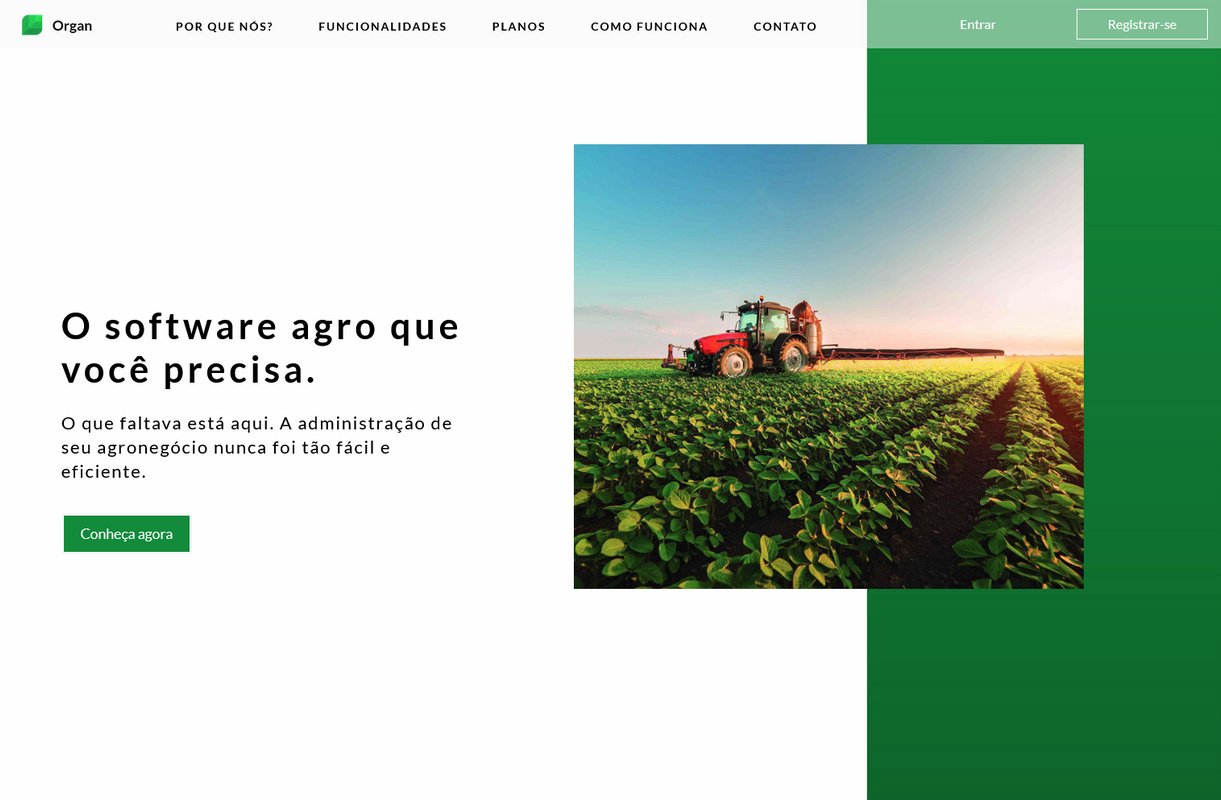 Organ
POR QUE NÓS?
FUNCIONALIDADES
PLANOS
COMO FUNCIONA
CONTATO
Entrar
Registrar-se
O software agro que
você precisa.
O que faltava está aqui. A administração de
seu agronegócio nunca foi tão fácil e
eficiente.
Conheça agora